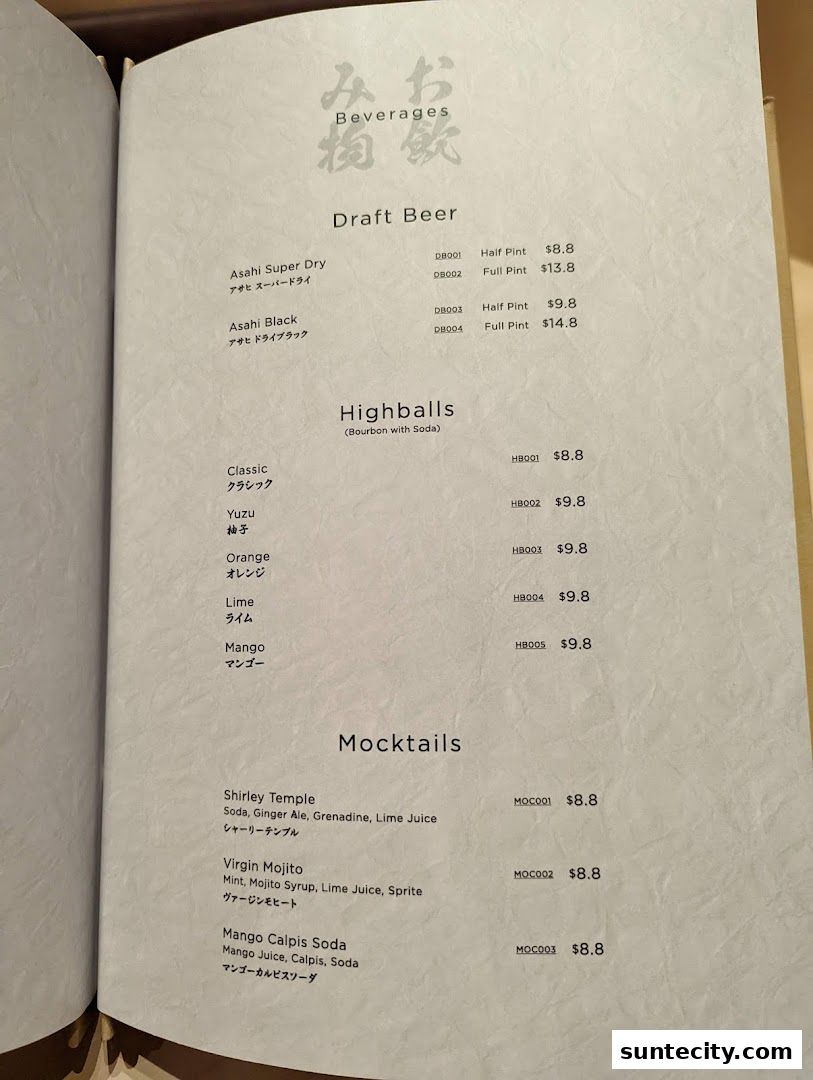 お飲
み物
Beverages
Draft Beer
Asahi Super Dry
アサヒ スーパードライ
DB001 Half Pint $8.8
DB002 Full Pint $13.8
Asahi Black
アサヒ ドライブラック
DB003 Half Pint $9.8
DB004 Full Pint $14.8
Highballs
(Bourbon with Soda)
Classic HB001 $8.8
クラシック
Yuzu HB002 $9.8
柚子
Orange HB003 $9.8
オレンジ
Lime HB004 $9.8
ライム
Mango HB005 $9.8
マンゴー
Mocktails
Shirley Temple MOC001 $8.8
Soda, Ginger Ale, Grenadine, Lime Juice
シャーリーテンプル
Virgin Mojito MOC002 $8.8
Mint, Mojito Syrup, Lime Juice, Sprite
ヴァージンモヒート
Mango Calpis Soda MOC003 $8.8
Mango Juice, Calpis, Soda
マンゴーカルピスソーダ
suntecity.com